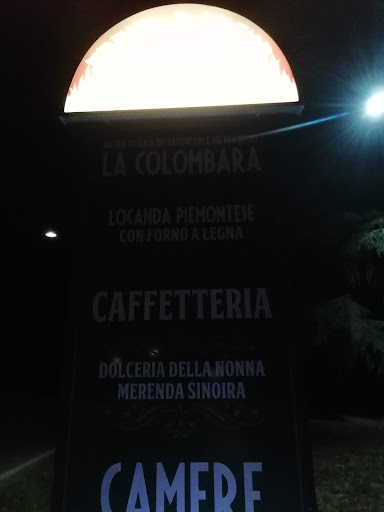 LA COLOMBARA
LOCANDA PIEMONTESE
CON FORNO A LEGNA
CAFFETTERIA
DOLCERIA DELLA NONNA
MERENDA SINOIRA
CAMERE